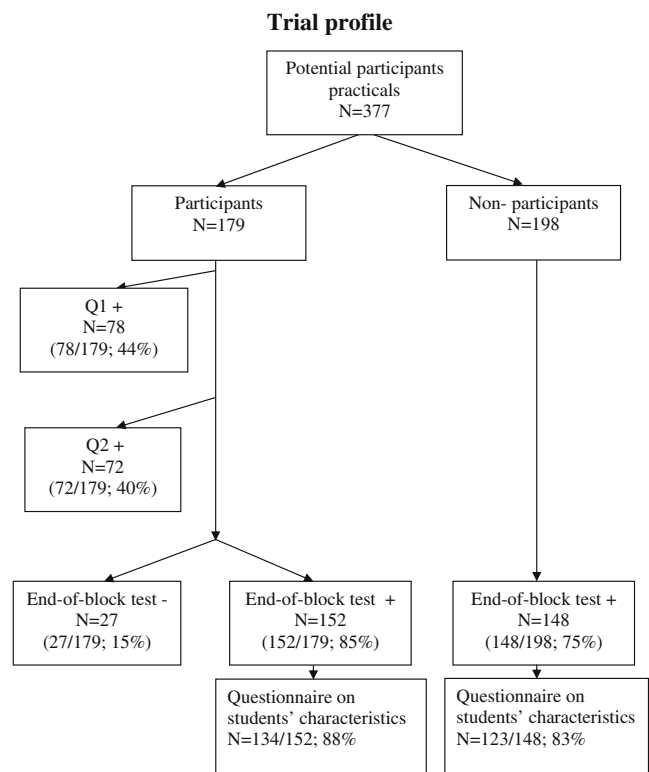 Trial profile
Potential participants
practicals
N=377
Participants
N=179
Non- participants
N=198
Q1 +
N=78
(78/179; 44%)
Q2 +
N=72
(72/179; 40%)
End-of-block test -
N=27
(27/179; 15%)
End-of-block test +
N=152
(152/179; 85%)
End-of-block test +
N=148
(148/198; 75%)
Questionnaire on
students’ characteristics
N=134/152; 88%
Questionnaire on
students’ characteristics
N=123/148; 83%